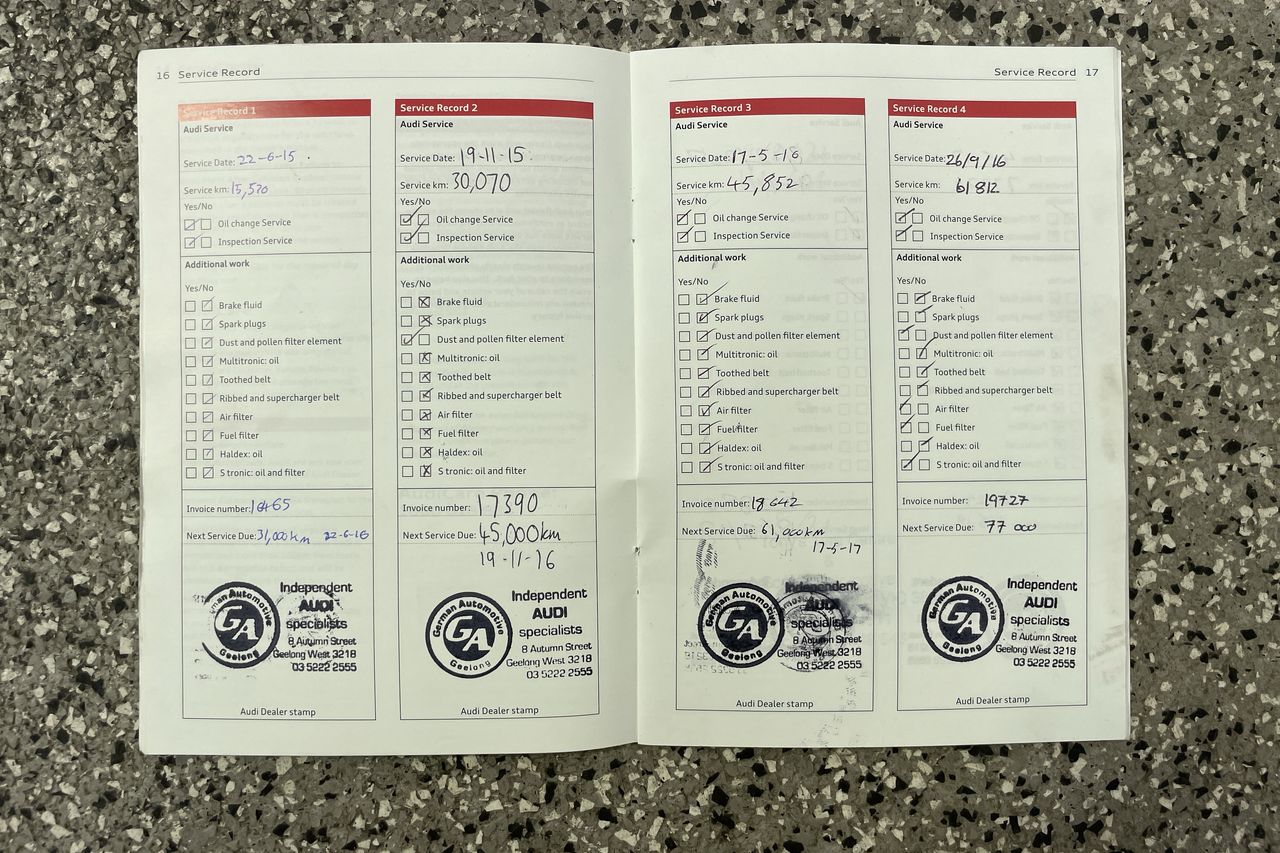 16 Service Record
Service Record 1
Audi Service
Service Date: 22-6-15
Service km: 15,520
Yes/No
Oil change Service
Inspection Service
Additional work
Yes/No
Brake fluid
Spark plugs
Dust and pollen filter element
Multitronic: oil
Toothed belt
Ribbed and supercharger belt
Air filter
Fuel filter
Haldex: oil
S tronic: oil and filter
Invoice number:
Next Service Due: 31,000km 22-6-16
German Automotive
GA
Geelong
Independent
AUDI
specialists
8 Autumn Street
Geelong West 3218
03 5222 2555
Audi Dealer stamp
Service Record 2
Audi Service
Service Date: 19-11-15
Service km: 30,070
Yes/No
Oil change Service
Inspection Service
Additional work
Yes/No
Brake fluid
Spark plugs
Dust and pollen filter element
Multitronic: oil
Toothed belt
Ribbed and supercharger belt
Air filter
Fuel filter
Haldex: oil
S tronic: oil and filter
Invoice number: 17390
Next Service Due: 45,000km
19-11-16
German Automotive
GA
Geelong
Independent
AUDI
specialists
8 Autumn Street
Geelong West 3218
03 5222 2555
Audi Dealer stamp
Service Record 17
Service Record 3
Audi Service
Service Date: 17-5-16
Service km: 45,852
Yes/No
Oil change Service
Inspection Service
Additional work
Yes/No
Brake fluid
Spark plugs
Dust and pollen filter element
Multitronic: oil
Toothed belt
Ribbed and supercharger belt
Air filter
Fuel filter
Haldex: oil
S tronic: oil and filter
Invoice number: 18642
Next Service Due: 61,000km
17-5-17
German Automotive
GA
Geelong
Independent
AUDI
specialists
8 Autumn Street
Geelong West 3218
03 5222 2555
Audi Dealer stamp
Service Record 4
Audi Service
Service Date: 26/9/16
Service km: 61812
Yes/No
Oil change Service
Inspection Service
Additional work
Yes/No
Brake fluid
Spark plugs
Dust and pollen filter element
Multitronic: oil
Toothed belt
Ribbed and supercharger belt
Air filter
Fuel filter
Haldex: oil
S tronic: oil and filter
Invoice number: 19727
Next Service Due: 77 000
German Automotive
GA
Geelong
Independent
AUDI
specialists
8 Autumn Street
Geelong West 3218
03 5222 2555
Audi Dealer stamp